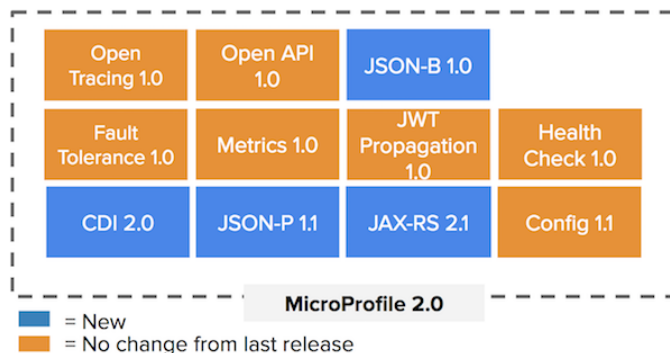 Open
Tracing 1.0
Open API
1.0
JSON-B 1.0
Fault
Tolerance 1.0
Metrics 1.0
JWT
Propagation
1.0
Health
Check 1.0
CDI 2.0
JSON-P 1.1
JAX-RS 2.1
Config 1.1
MicroProfile 2.0
= New
= No change from last release